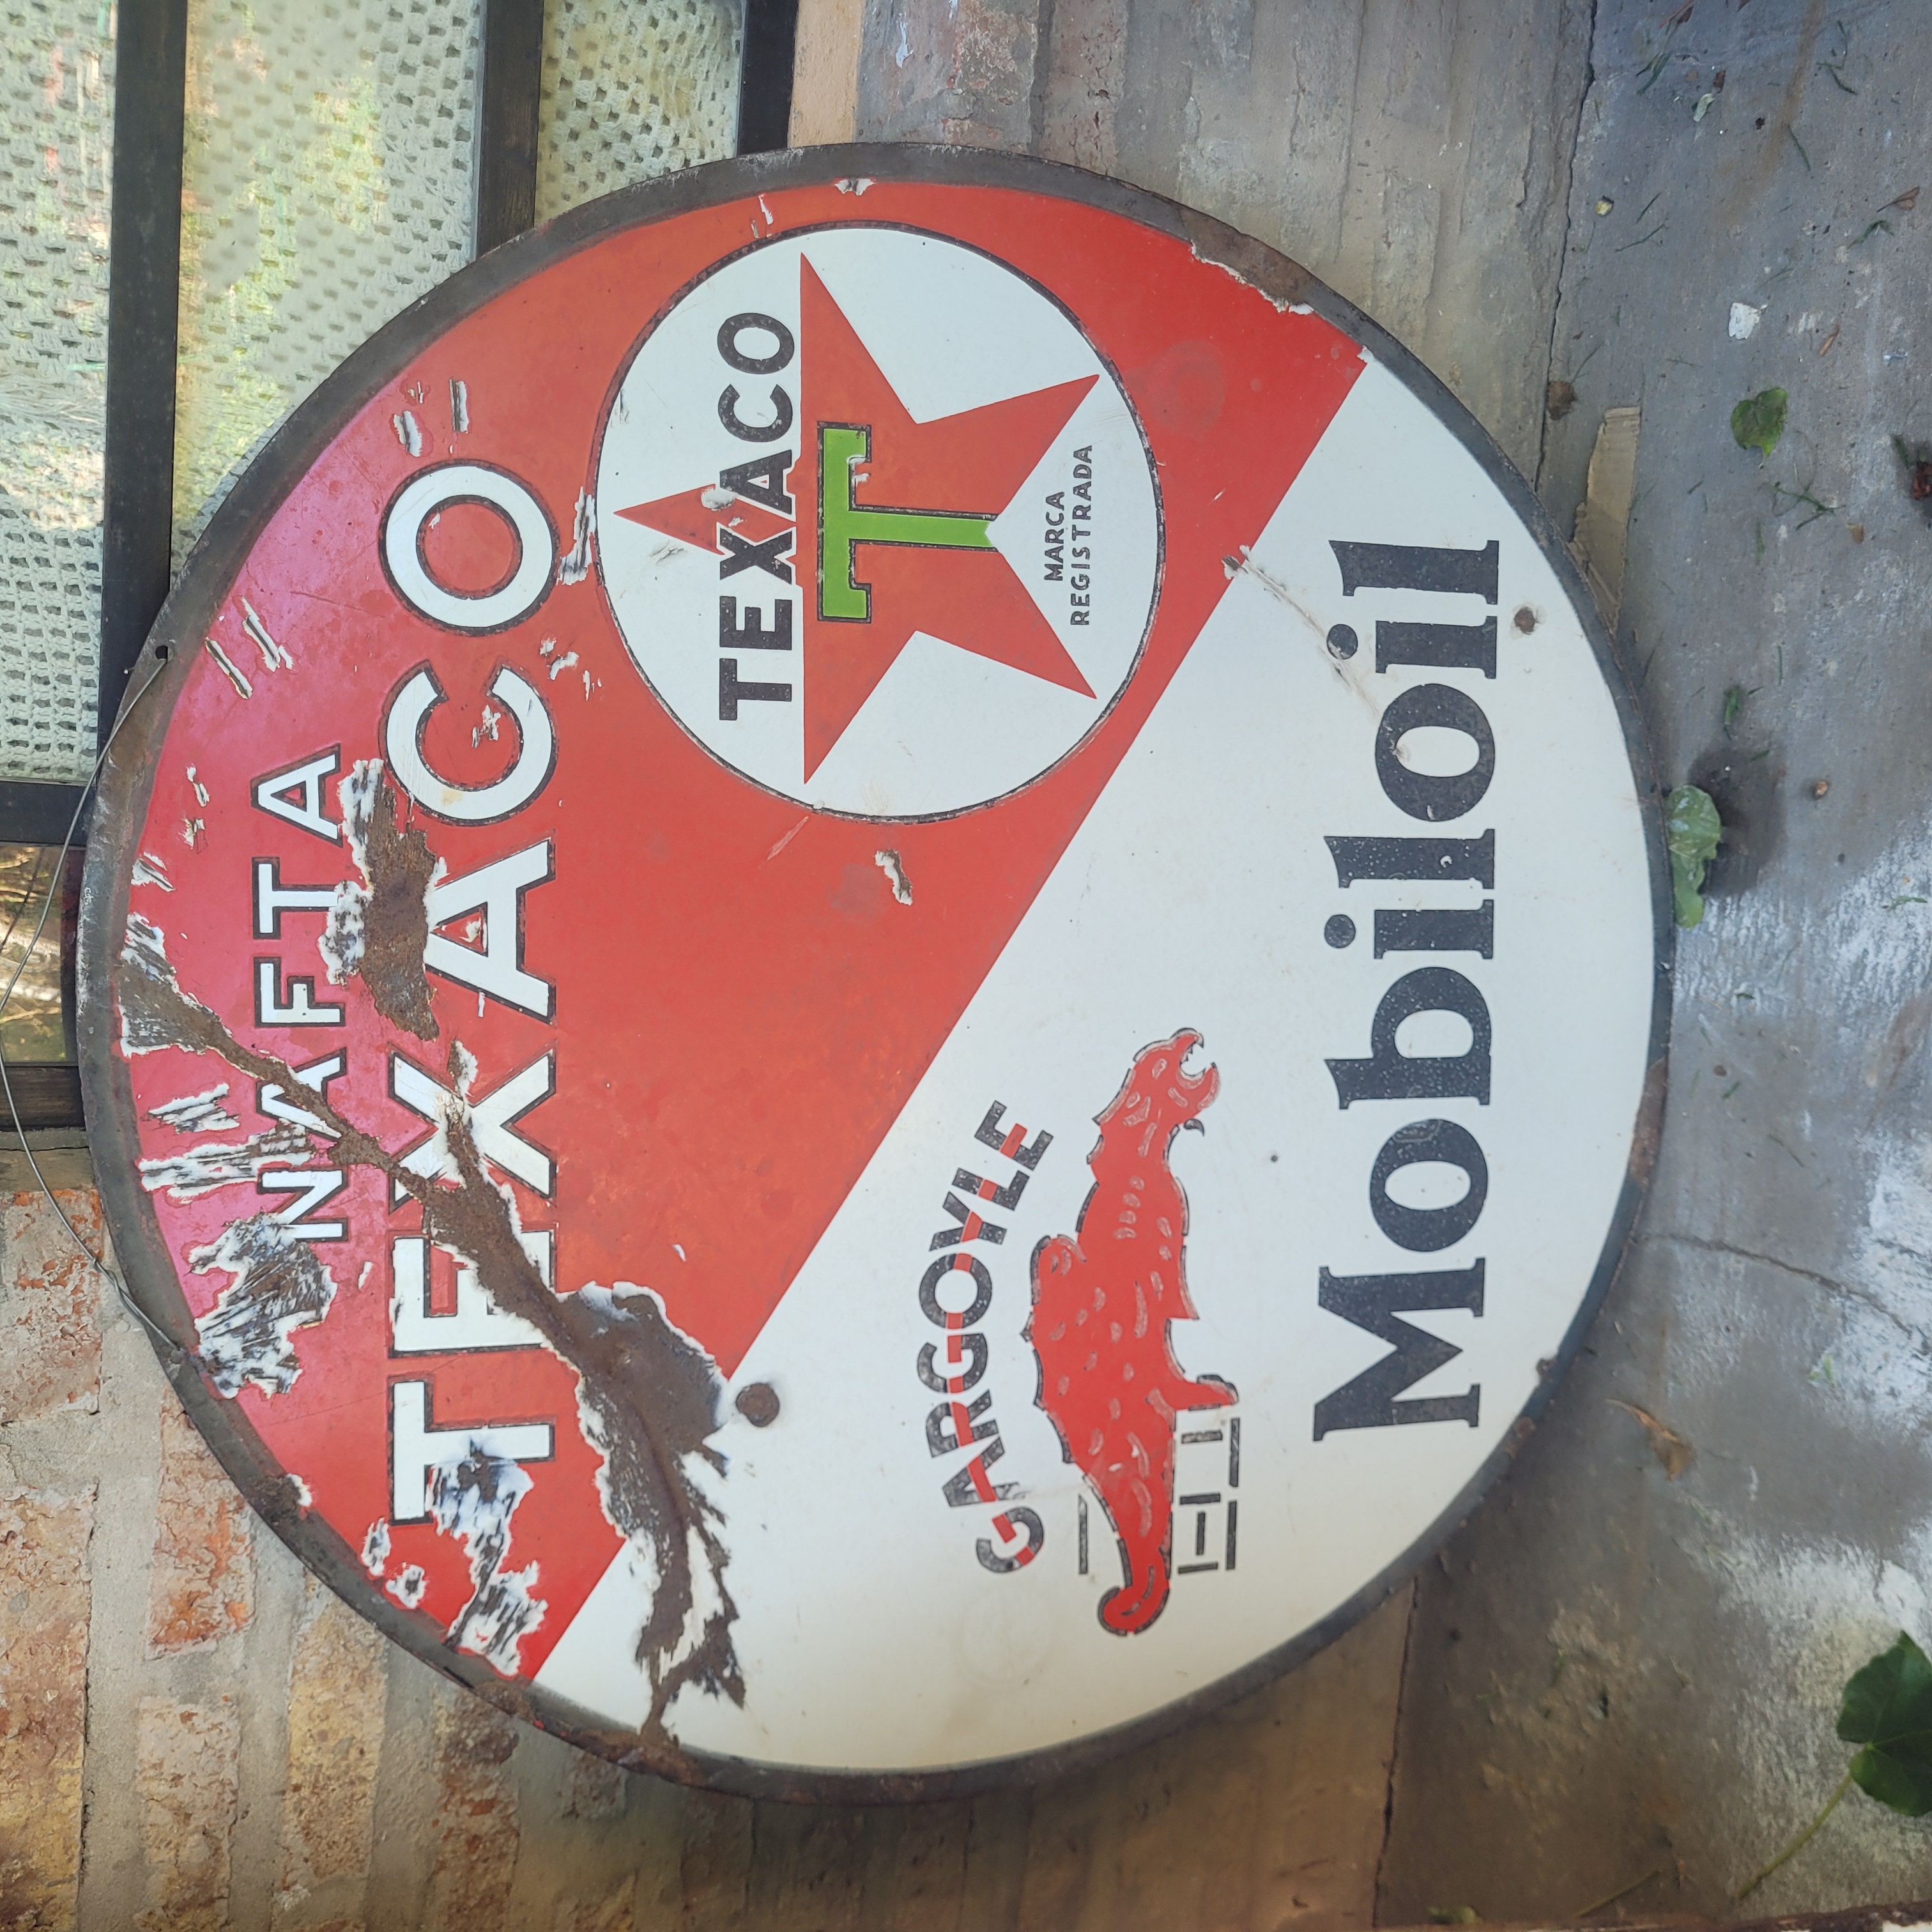 NAFTA
TEXACO
TEXACO
T
MARCA
REGISTRADA
GARGOYLE
Mobiloil